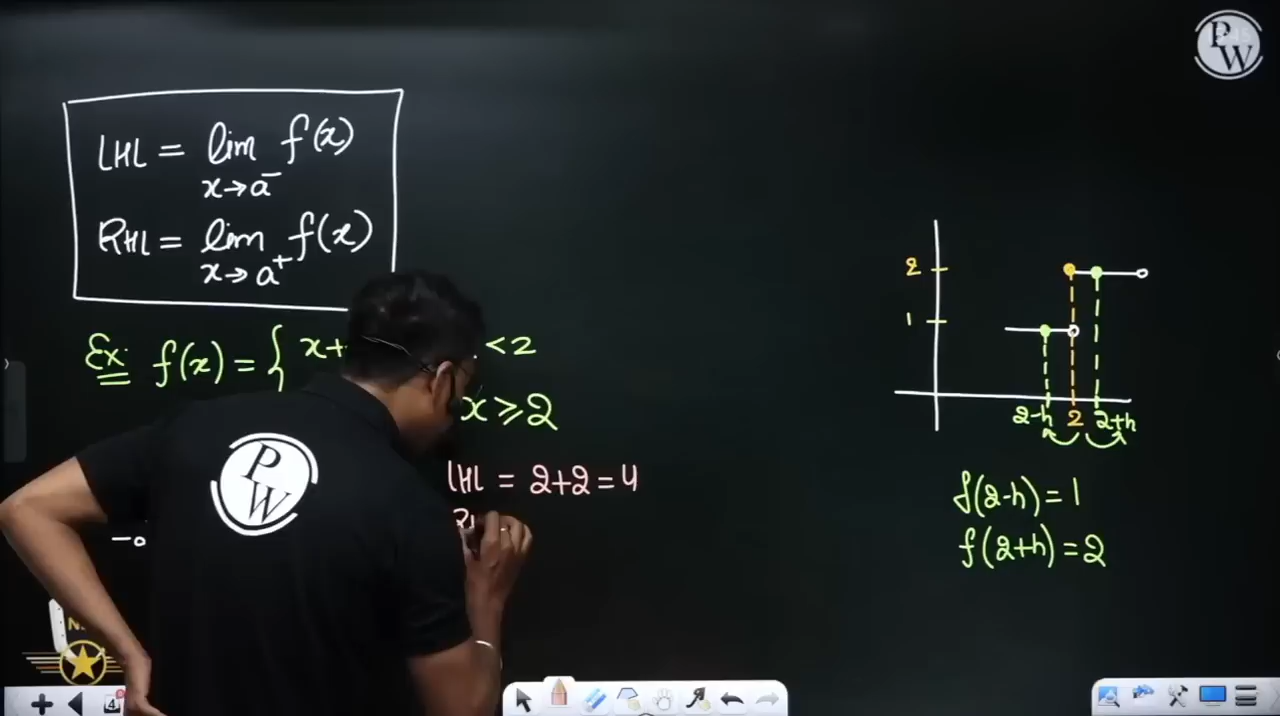 PW
LHL = lim f(x)
x→a⁻
RHL = lim f(x)
x→a⁺
Ex: f(x) = { x+ <2
x ≥ 2
LHL = 2+2 = 4
-∞
PW
2
1
2-h 2 2+h
f(2-h) = 1
f(2+h) = 2
4